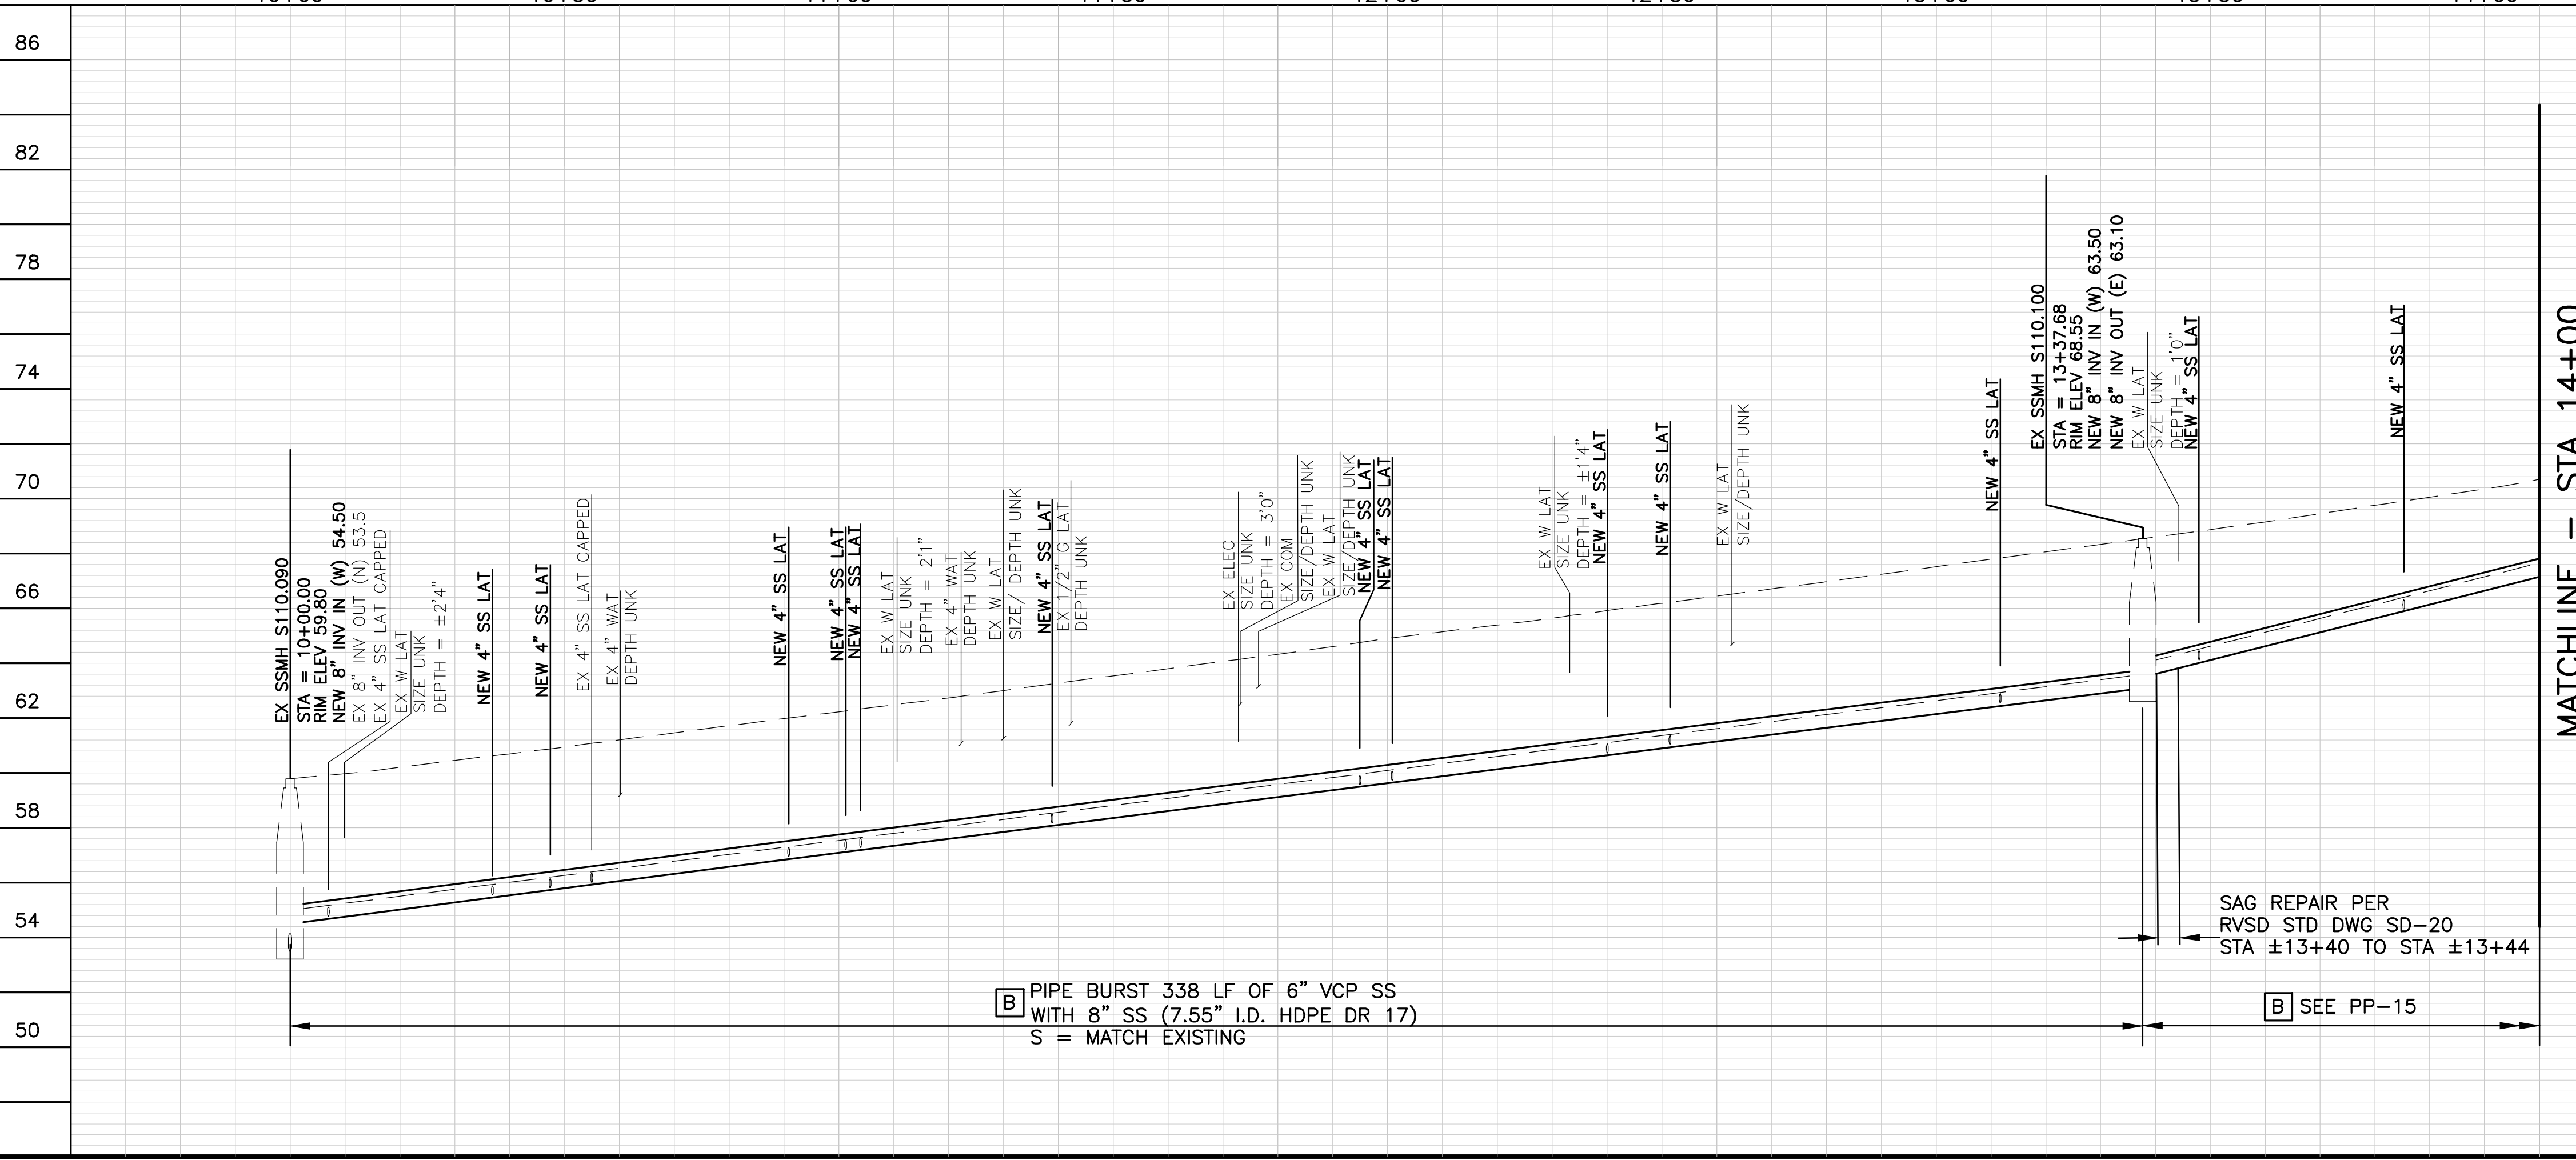 86
82
78
74
70
66
62
58
54
50
EX SSMH S110.090
STA = 10+00.00
RIM ELEV 59.80
NEW 8" INV IN (W) 54.50
EX 8" INV OUT (N) 53.5
EX 4" SS LAT CAPPED
EX W LAT
SIZE UNK
DEPTH = ±2'4"
NEW 4" SS LAT
NEW 4" SS LAT
EX 4" SS LAT CAPPED
EX 4" WAT
DEPTH UNK
NEW 4" SS LAT
NEW 4" SS LAT
NEW 4" SS LAT
EX W LAT
SIZE UNK
DEPTH = 2'1"
EX 4" WAT
DEPTH UNK
EX W LAT
SIZE/ DEPTH UNK
NEW 4" SS LAT
EX 1/2" G LAT
DEPTH UNK
EX ELEC
SIZE UNK
DEPTH = 3'0"
EX COM
SIZE/DEPTH UNK
EX W LAT
SIZE/DEPTH UNK
NEW 4" SS LAT
NEW 4" SS LAT
EX W LAT
SIZE UNK
DEPTH = ±1'4"
NEW 4" SS LAT
NEW 4" SS LAT
EX W LAT
SIZE/DEPTH UNK
NEW 4" SS LAT
EX SSMH S110.100
STA = 13+37.68
RIM ELEV 68.55
NEW 8" INV IN (W) 63.50
NEW 8" INV OUT (E) 63.10
EX W LAT
SIZE UNK
DEPTH = 1'0"
NEW 4" SS LAT
NEW 4" SS LAT
MATCHLINE - STA 14+00
SAG REPAIR PER
RVSD STD DWG SD-20
STA ±13+40 TO STA ±13+44
B PIPE BURST 338 LF OF 6" VCP SS
WITH 8" SS (7.55" I.D. HDPE DR 17)
S = MATCH EXISTING
B SEE PP-15